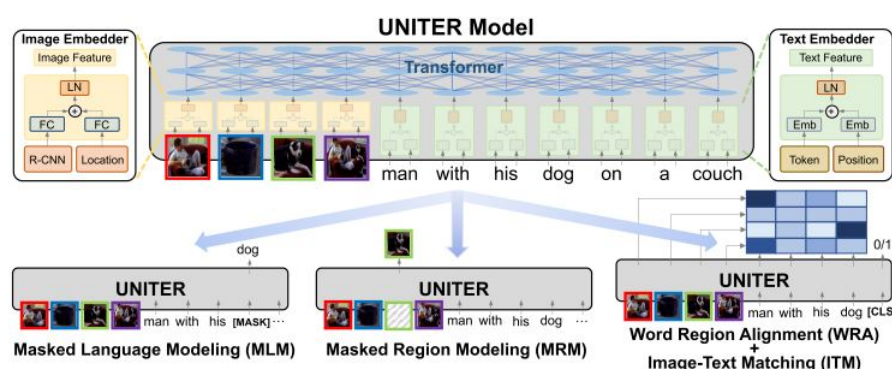 UNITER Model
Image Embedder
Image Feature
LN
FC
FC
R-CNN
Location
Transformer
man with his dog on a couch
Text Embedder
Text Feature
LN
Emb
Emb
Token
Position
dog
UNITER
man with his [MASK] ...
Masked Language Modeling (MLM)
UNITER
man with his dog ...
Masked Region Modeling (MRM)
0/1
UNITER
man with his dog [CLS
Word Region Alignment (WRA)
+
Image-Text Matching (ITM)